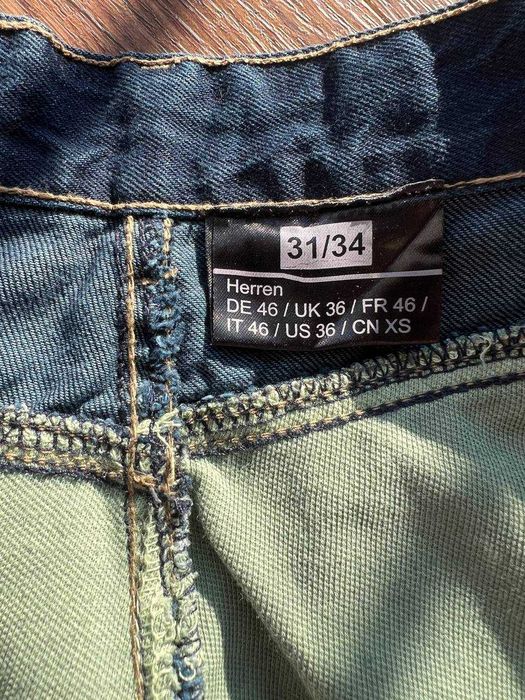 31/34
Herren
DE 46 / UK 36 / FR 46 /
IT 46 / US 36 / CN XS